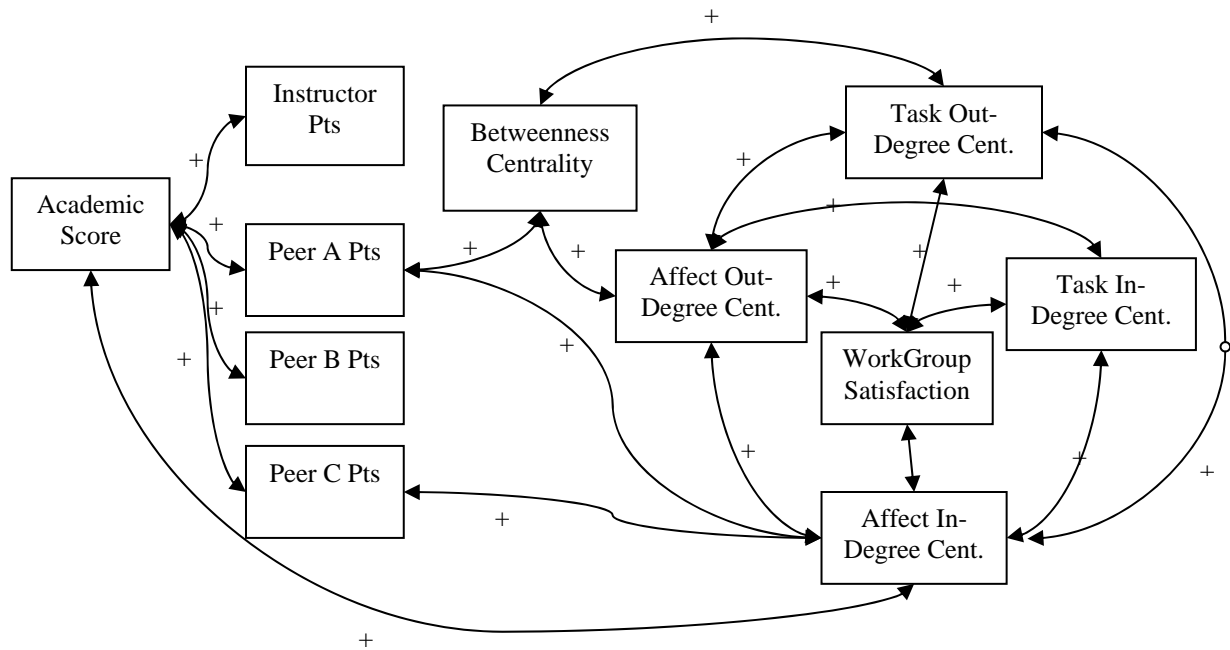 +
Instructor
Pts
Task Out-
Degree Cent.
Betweenness
Centrality
+
+
Academic
Score
+
+
Peer A Pts
+
+
Affect Out-
Degree Cent.
+
+
+
Task In-
Degree Cent.
+
Peer B Pts
+
+
WorkGroup
Satisfaction
Peer C Pts
+
+
+
+
Affect In-
Degree Cent.
+